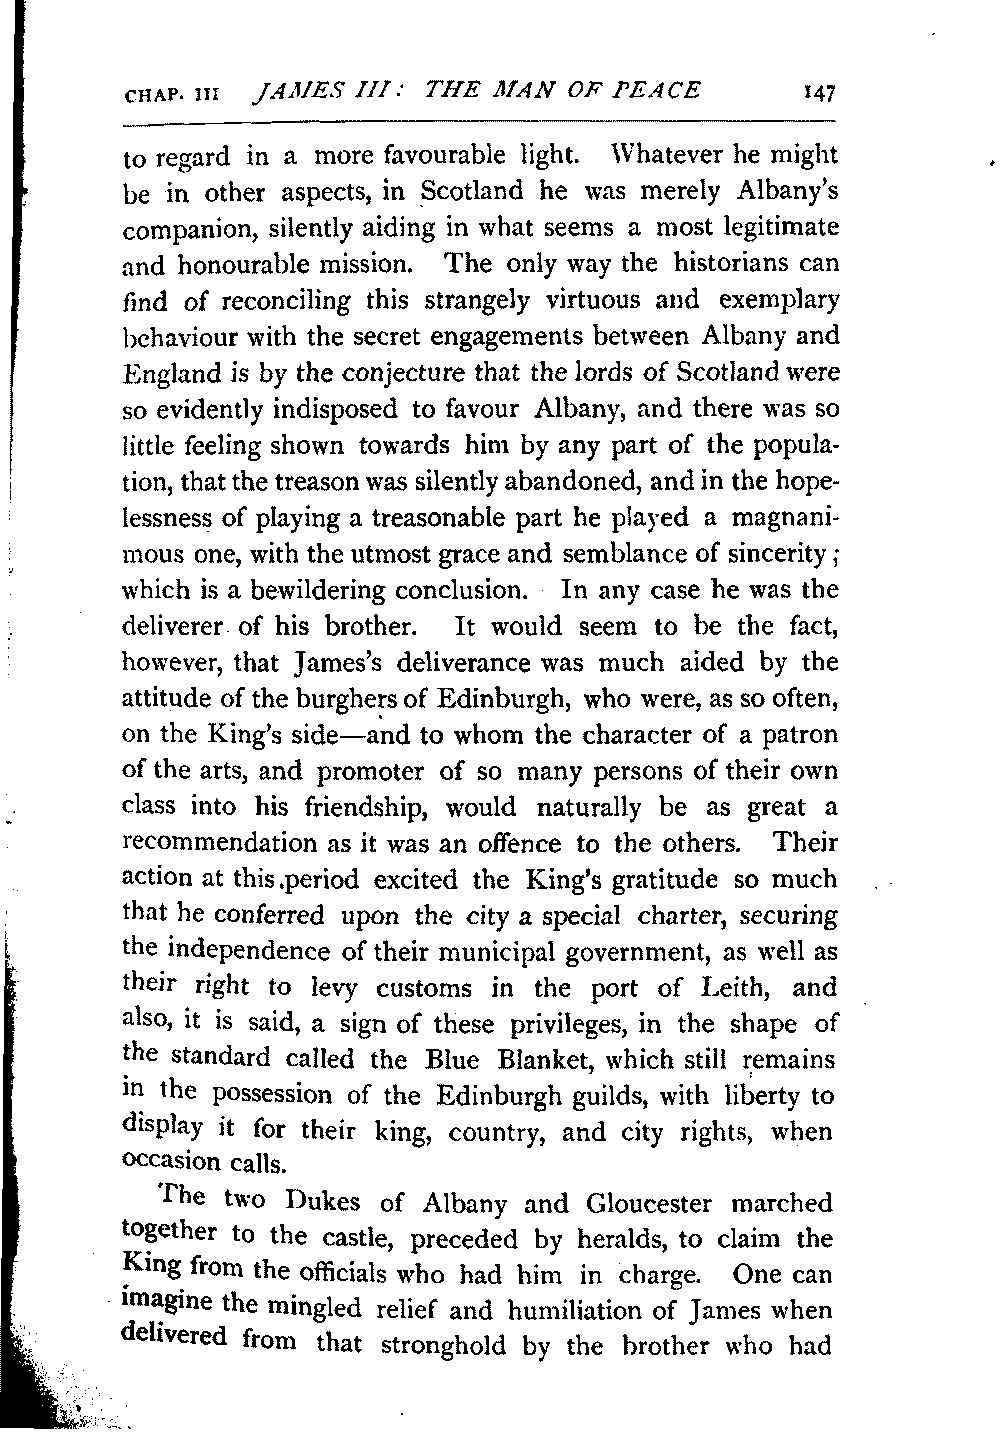 CHAP. III JAMES III: THE MAN OF PEACE 147
to regard in a more favourable light. Whatever he might
be in other aspects, in Scotland he was merely Albany's
companion, silently aiding in what seems a most legitimate
and honourable mission. The only way the historians can
find of reconciling this strangely virtuous and exemplary
behaviour with the secret engagements between Albany and
England is by the conjecture that the lords of Scotland were
so evidently indisposed to favour Albany, and there was so
little feeling shown towards him by any part of the popula-
tion, that the treason was silently abandoned, and in the hope-
lessness of playing a treasonable part he played a magnani-
mous one, with the utmost grace and semblance of sincerity;
which is a bewildering conclusion. In any case he was the
deliverer of his brother. It would seem to be the fact,
however, that James's deliverance was much aided by the
attitude of the burghers of Edinburgh, who were, as so often,
on the King's side—and to whom the character of a patron
of the arts, and promoter of so many persons of their own
class into his friendship, would naturally be as great a
recommendation as it was an offence to the others. Their
action at this period excited the King's gratitude so much
that he conferred upon the city a special charter, securing
the independence of their municipal government, as well as
their right to levy customs in the port of Leith, and
also, it is said, a sign of these privileges, in the shape of
the standard called the Blue Blanket, which still remains
in the possession of the Edinburgh guilds, with liberty to
display it for their king, country, and city rights, when
occasion calls.
The two Dukes of Albany and Gloucester marched
together to the castle, preceded by heralds, to claim the
King from the officials who had him in charge. One can
imagine the mingled relief and humiliation of James when
delivered from that stronghold by the brother who had